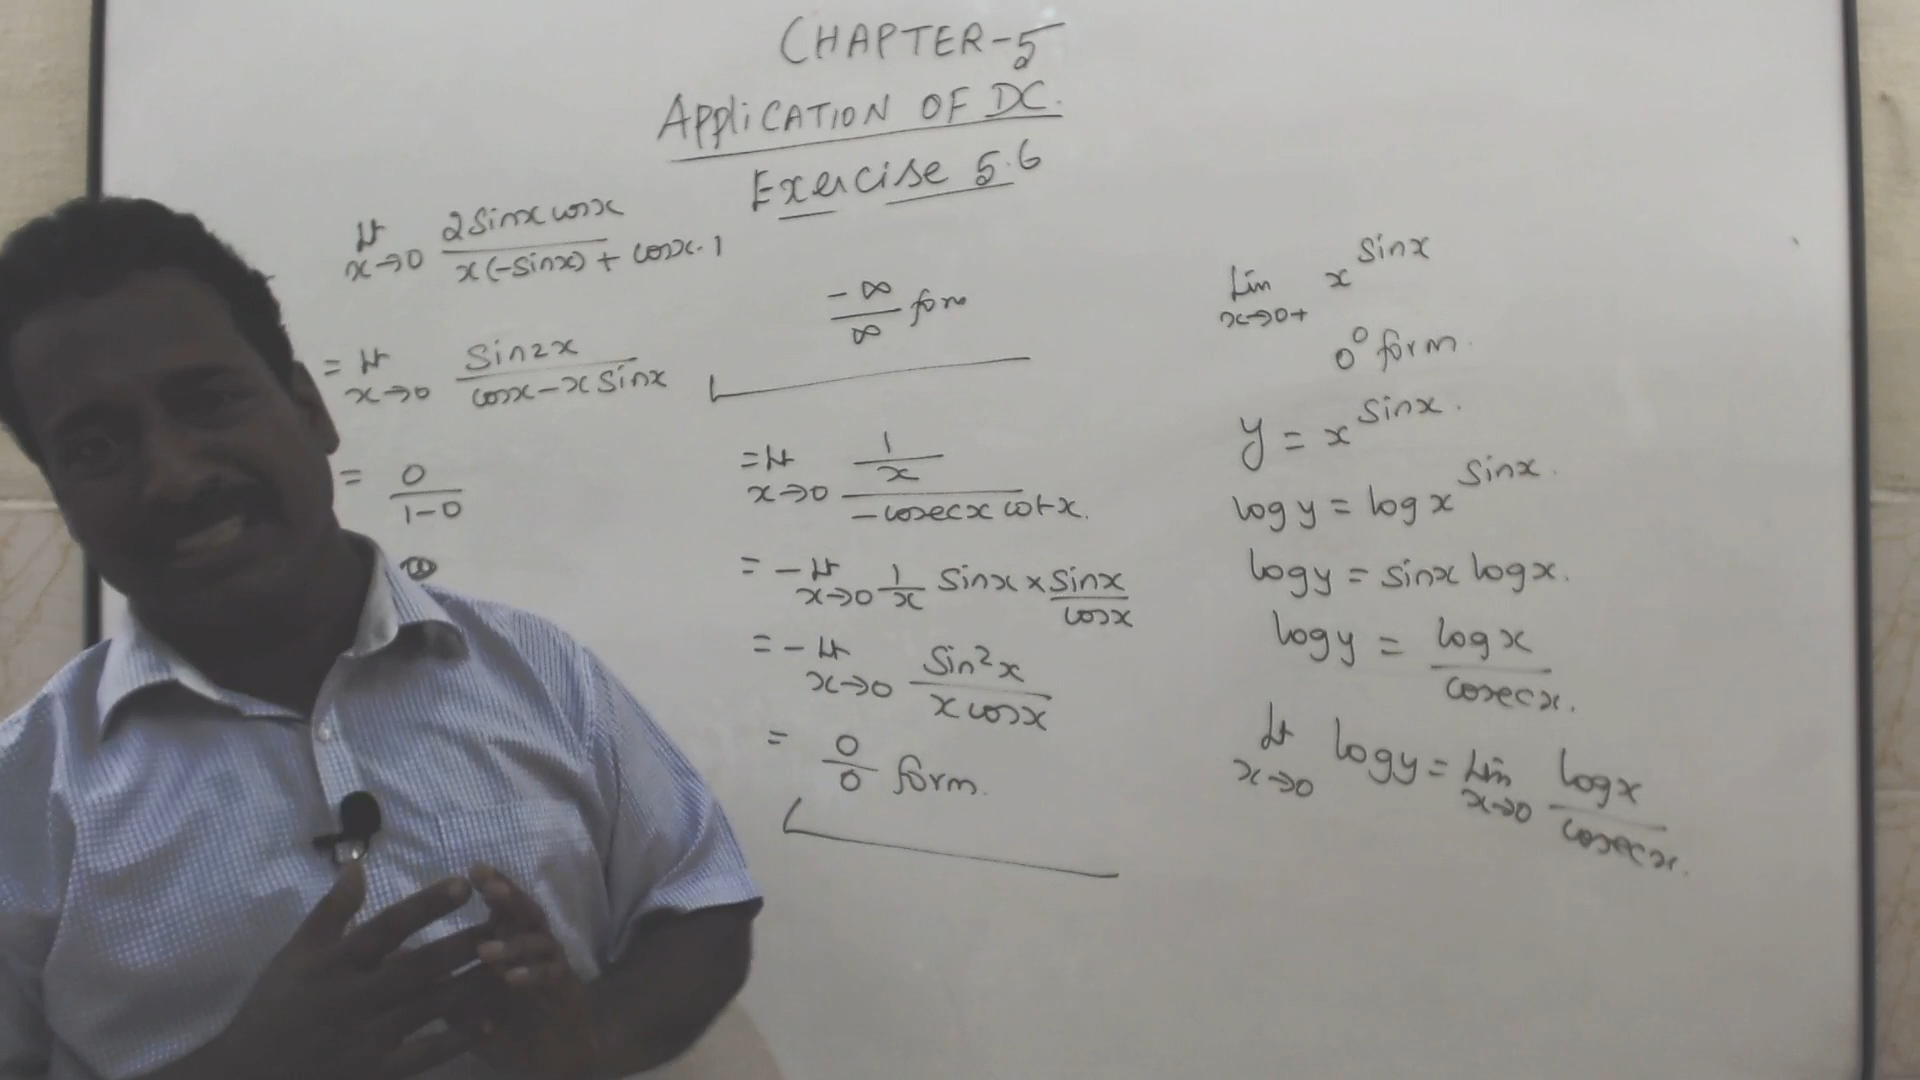 CHAPTER-5
APPliCATION OF DC.
Exercise 5.6
Lt x→0 2sinx cosx / x(-sinx) + cosx.1
= Lt x→0 sin2x / cosx-x sinx
= 0 / 1-0
-∞ / ∞ form
= Lt x→0 1/x / -cosecx cotx.
= - Lt x→0 1/x sinx × sinx/cosx
= - Lt x→0 sin²x / x cosx
= 0/0 form.
Lim x→0+ x^sinx
0^0 form.
y = x^sinx.
log y = log x^sinx.
logy = sinx logx.
logy = logx / cosecx.
Lt x→0 logy = Lim x→0 logx / cosecx.